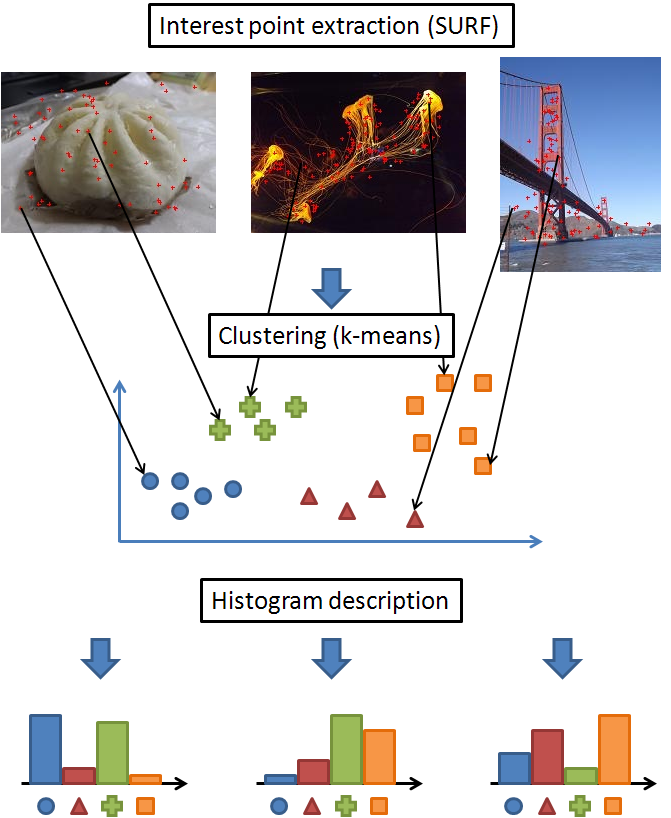 Interest point extraction (SURF)
Clustering (k-means)
Histogram description